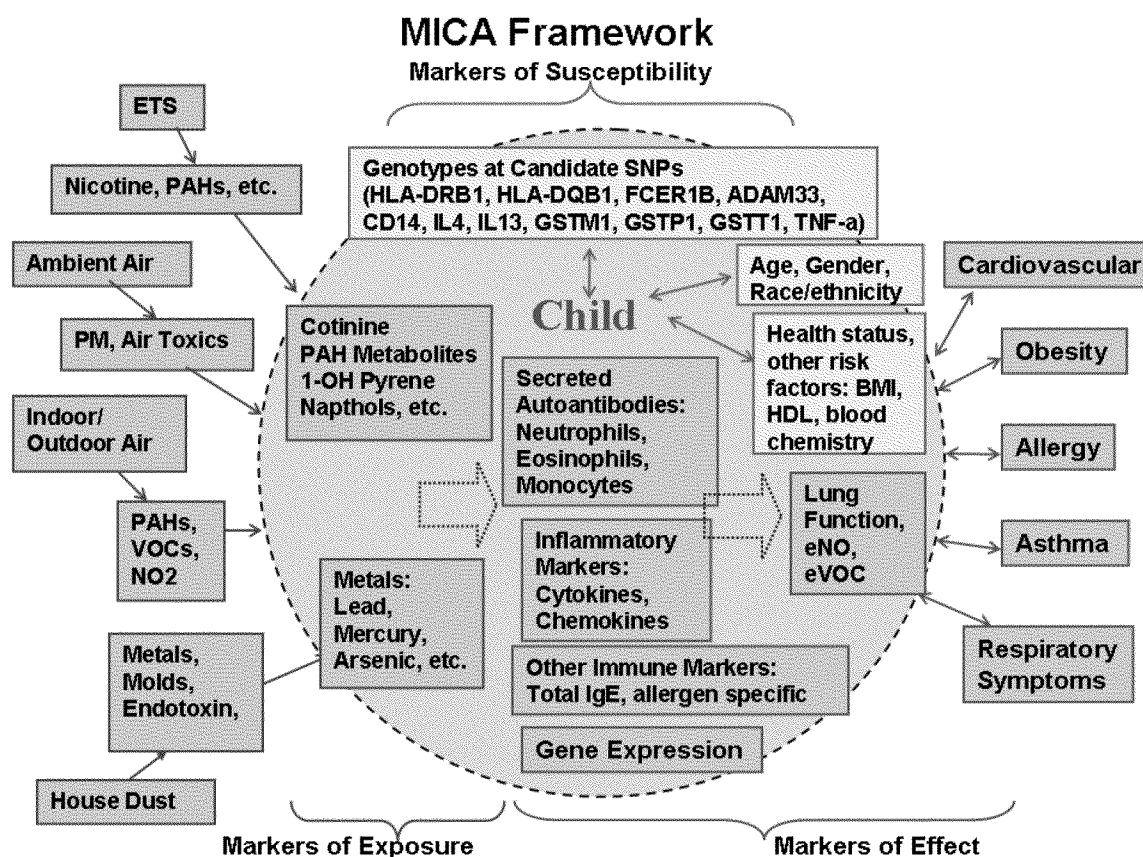 MICA Framework
Markers of Susceptibility
ETS
Nicotine, PAHs, etc.
Ambient Air
PM, Air Toxics
Indoor/
Outdoor Air
PAHs,
VOCs,
NO2
Metals,
Molds,
Endotoxin,
House Dust
Genotypes at Candidate SNPs
(HLA-DRB1, HLA-DQB1, FCER1B, ADAM33,
CD14, IL4, IL13, GSTM1, GSTP1, GSTT1, TNF-a)
Child
Age, Gender,
Race/ethnicity
Health status,
other risk
factors: BMI,
HDL, blood
chemistry
Cotinine
PAH Metabolites
1-OH Pyrene
Napthols, etc.
Secreted
Autoantibodies:
Neutrophils,
Eosinophils,
Monocytes
Metals:
Lead,
Mercury,
Arsenic, etc.
Inflammatory
Markers:
Cytokines,
Chemokines
Lung
Function,
eNO,
eVOC
Other Immune Markers:
Total IgE, allergen specific
Gene Expression
Cardiovascular
Obesity
Allergy
Asthma
Respiratory
Symptoms
Markers of Exposure
Markers of Effect